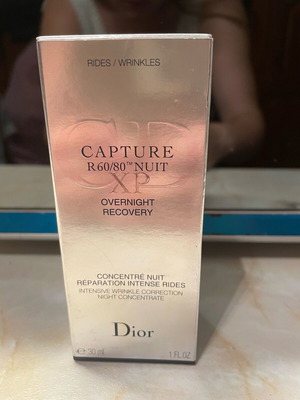 RIDES / WRINKLES
CAPTURE
R60/80™ NUIT
XP
OVERNIGHT
RECOVERY
CONCENTRÉ NUIT
RÉPARATION INTENSE RIDES
INTENSIVE WRINKLE CORRECTION
NIGHT CONCENTRATE
Dior
℮ 30 ml 1 FL.OZ